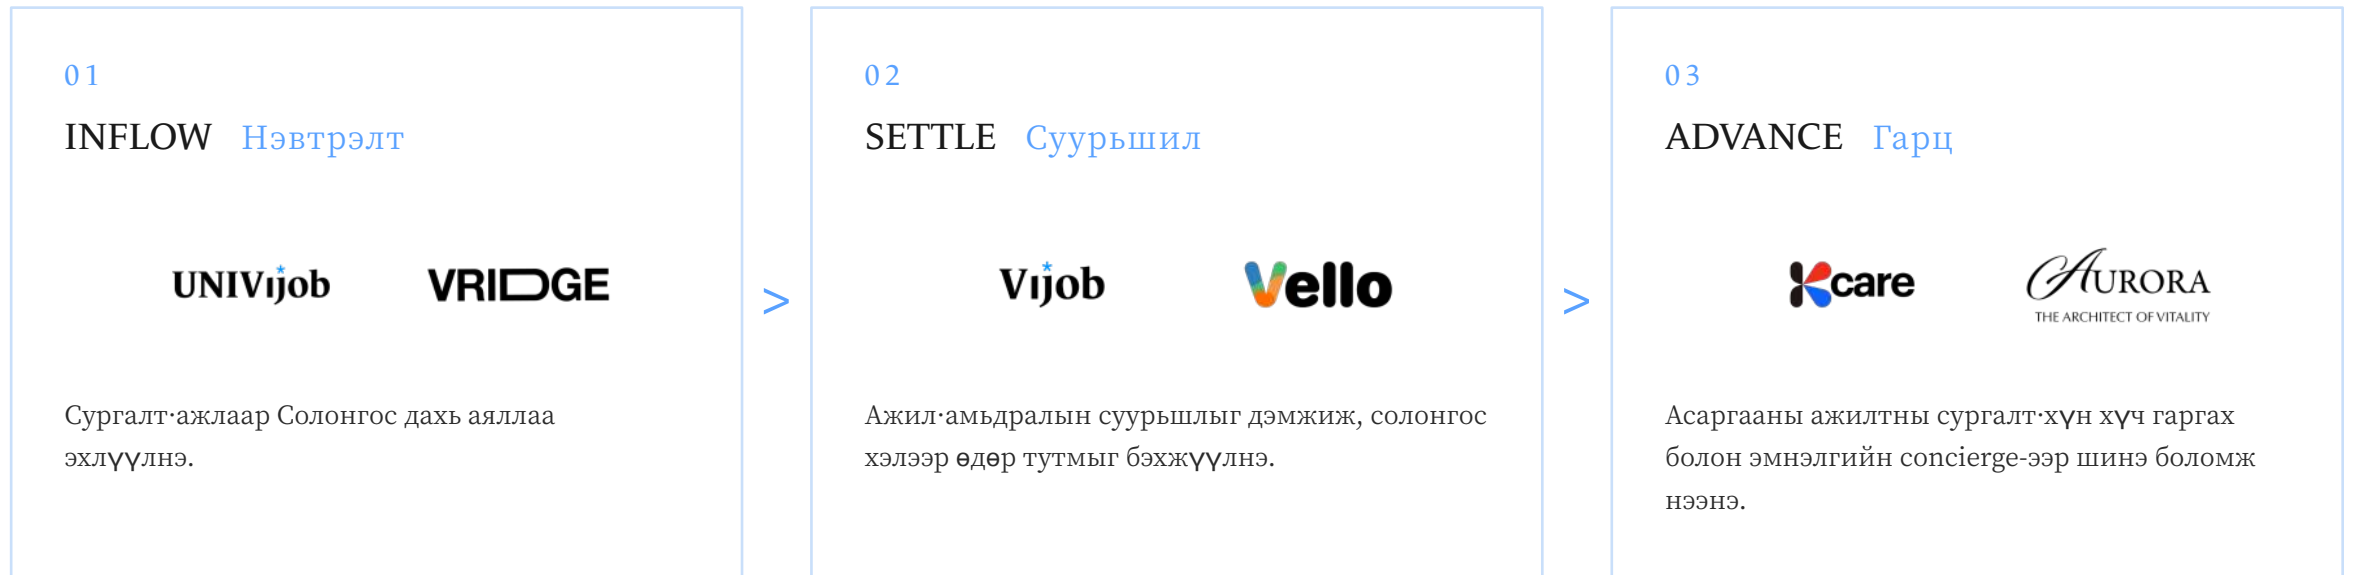 01
INFLOW Нэвтрэлт
UNIVijob VRIDGE
Сургалт·ажлаар Солонгос дахь аяллаа
эхлүүлнэ.
>
02
SETTLE Суурьшил
Vijob Vello
Ажил·амьдралын суурьшлыг дэмжиж, солонгос
хэлээр өдөр тутмыг бэхжүүлнэ.
>
03
ADVANCE Гарц
Kcare AURORA
THE ARCHITECT OF VITALITY
Асаргааны ажилтны сургалт·хүн хүч гаргах
болон эмнэлгийн concierge-ээр шинэ боломж
нээнэ.